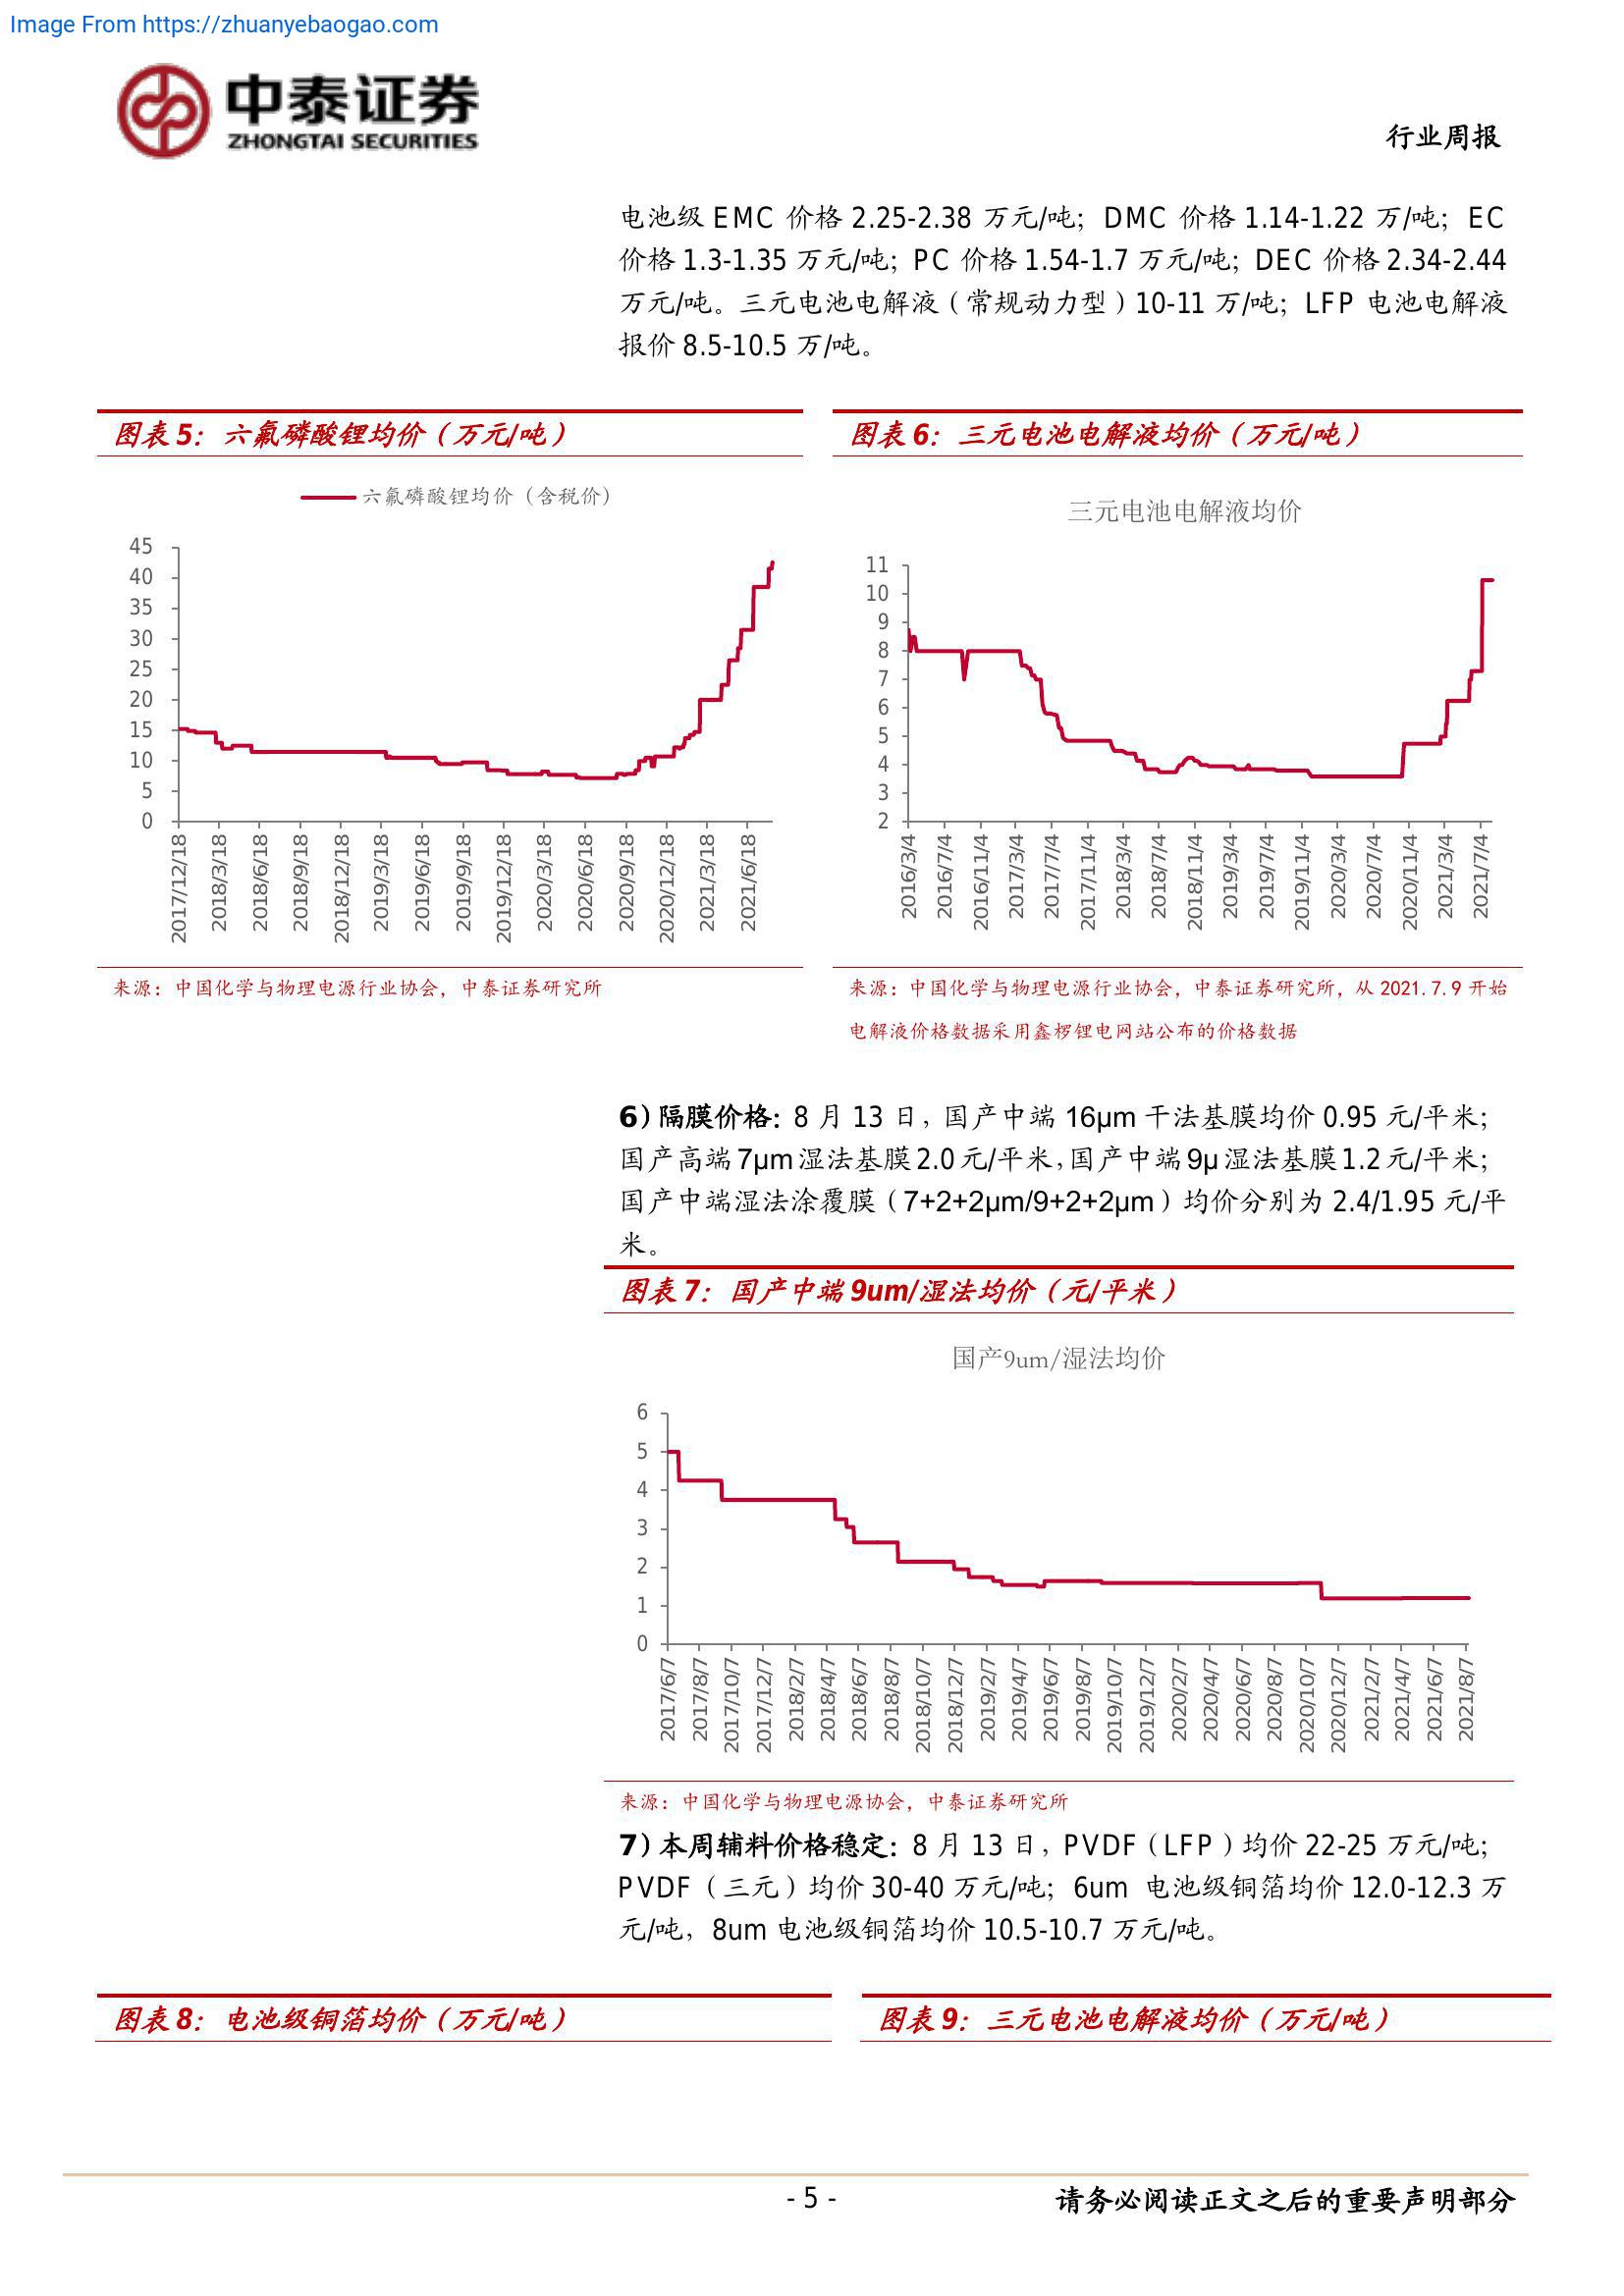 Image From https://zhuanyebaogao.com
中泰证券
ZHONGTAI SECURITIES
行业周报
电池级 EMC 价格 2.25-2.38 万元/吨；DMC 价格 1.14-1.22 万/吨；EC
价格 1.3-1.35 万元/吨；PC 价格 1.54-1.7 万元/吨；DEC 价格 2.34-2.44
万元/吨。三元电池电解液（常规动力型）10-11 万/吨；LFP 电池电解液
报价 8.5-10.5 万/吨。
图表 5：六氟磷酸锂均价（万元/吨）
六氟磷酸锂均价（含税价）
45
40
35
30
25
20
15
10
5
0
2017/12/18
2018/3/18
2018/6/18
2018/9/18
2018/12/18
2019/3/18
2019/6/18
2019/9/18
2019/12/18
2020/3/18
2020/6/18
2020/9/18
2020/12/18
2021/3/18
2021/6/18
来源：中国化学与物理电源行业协会，中泰证券研究所
图表 6：三元电池电解液均价（万元/吨）
三元电池电解液均价
11
10
9
8
7
6
5
4
3
2
2016/3/4
2016/7/4
2016/11/4
2017/3/4
2017/7/4
2017/11/4
2018/3/4
2018/7/4
2018/11/4
2019/3/4
2019/7/4
2019/11/4
2020/3/4
2020/7/4
2020/11/4
2021/3/4
2021/7/4
来源：中国化学与物理电源行业协会，中泰证券研究所，从 2021.7.9 开始
电解液价格数据采用鑫椤锂电网站公布的价格数据
6）隔膜价格：8 月 13 日，国产中端 16μm 干法基膜均价 0.95 元/平米；
国产高端 7μm 湿法基膜 2.0 元/平米，国产中端 9μ 湿法基膜 1.2 元/平米；
国产中端湿法涂覆膜（7+2+2μm/9+2+2μm）均价分别为 2.4/1.95 元/平
米。
图表 7：国产中端 9um/湿法均价（元/平米）
国产9um/湿法均价
6
5
4
3
2
1
0
2017/6/7
2017/8/7
2017/10/7
2017/12/7
2018/2/7
2018/4/7
2018/6/7
2018/8/7
2018/10/7
2018/12/7
2019/2/7
2019/4/7
2019/6/7
2019/8/7
2019/10/7
2019/12/7
2020/2/7
2020/4/7
2020/6/7
2020/8/7
2020/10/7
2020/12/7
2021/2/7
2021/4/7
2021/6/7
2021/8/7
来源：中国化学与物理电源协会，中泰证券研究所
7）本周辅料价格稳定：8 月 13 日，PVDF（LFP）均价 22-25 万元/吨；
PVDF（三元）均价 30-40 万元/吨；6um 电池级铜箔均价 12.0-12.3 万
元/吨，8um 电池级铜箔均价 10.5-10.7 万元/吨。
图表 8：电池级铜箔均价（万元/吨）
图表 9：三元电池电解液均价（万元/吨）
- 5 -
请务必阅读正文之后的重要声明部分